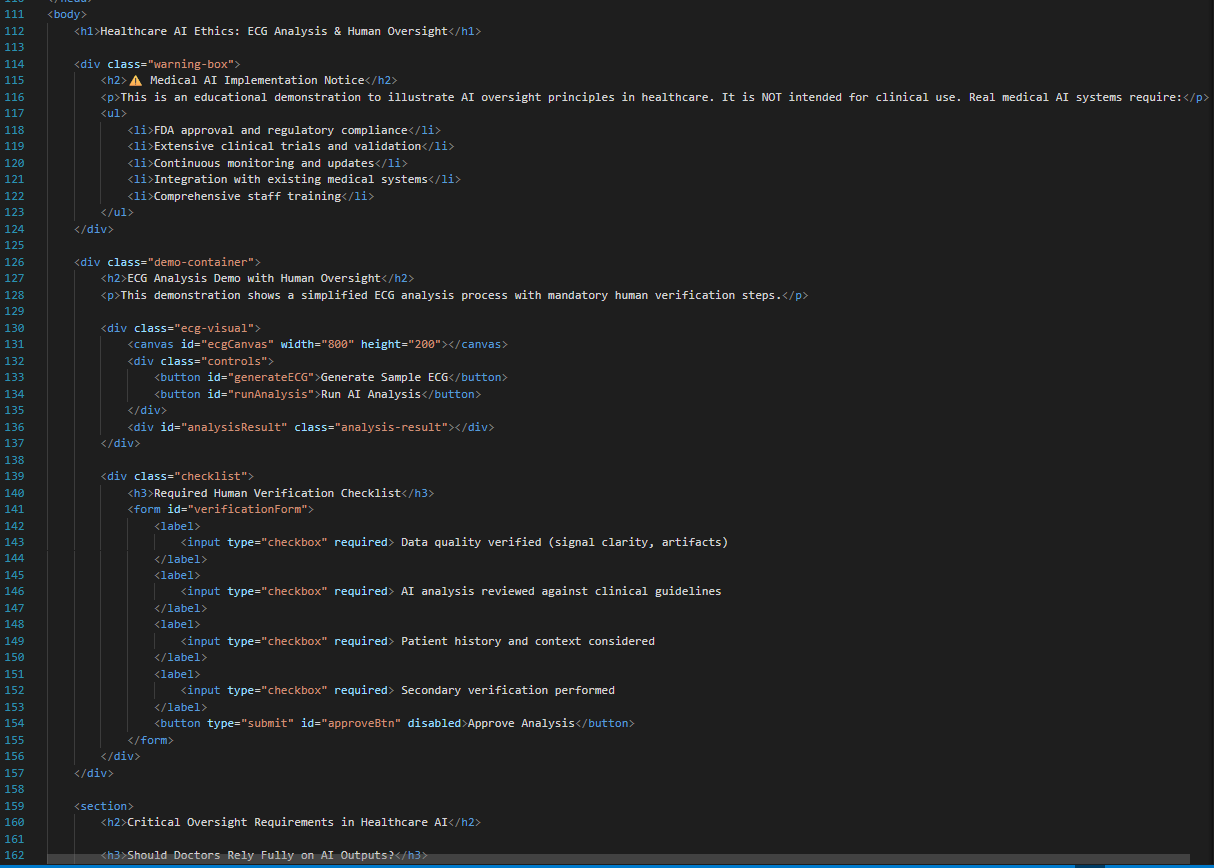 110 </head>
111 <body>
112 <h1>Healthcare AI Ethics: ECG Analysis & Human Oversight</h1>
113
114 <div class="warning-box">
115 <h2>⚠ Medical AI Implementation Notice</h2>
116 <p>This is an educational demonstration to illustrate AI oversight principles in healthcare. It is NOT intended for clinical use. Real medical AI systems require:</p>
117 <ul>
118 <li>FDA approval and regulatory compliance</li>
119 <li>Extensive clinical trials and validation</li>
120 <li>Continuous monitoring and updates</li>
121 <li>Integration with existing medical systems</li>
122 <li>Comprehensive staff training</li>
123 </ul>
124 </div>
125
126 <div class="demo-container">
127 <h2>ECG Analysis Demo with Human Oversight</h2>
128 <p>This demonstration shows a simplified ECG analysis process with mandatory human verification steps.</p>
129
130 <div class="ecg-visual">
131 <canvas id="ecgCanvas" width="800" height="200"></canvas>
132 <div class="controls">
133 <button id="generateECG">Generate Sample ECG</button>
134 <button id="runAnalysis">Run AI Analysis</button>
135 </div>
136 <div id="analysisResult" class="analysis-result"></div>
137 </div>
138
139 <div class="checklist">
140 <h3>Required Human Verification Checklist</h3>
141 <form id="verificationForm">
142 <label>
143 <input type="checkbox" required> Data quality verified (signal clarity, artifacts)
144 </label>
145 <label>
146 <input type="checkbox" required> AI analysis reviewed against clinical guidelines
147 </label>
148 <label>
149 <input type="checkbox" required> Patient history and context considered
150 </label>
151 <label>
152 <input type="checkbox" required> Secondary verification performed
153 </label>
154 <button type="submit" id="approveBtn" disabled>Approve Analysis</button>
155 </form>
156 </div>
157 </div>
158
159 <section>
160 <h2>Critical Oversight Requirements in Healthcare AI</h2>
161
162 <h3>Should Doctors Rely Fully on AI Outputs?</h3>